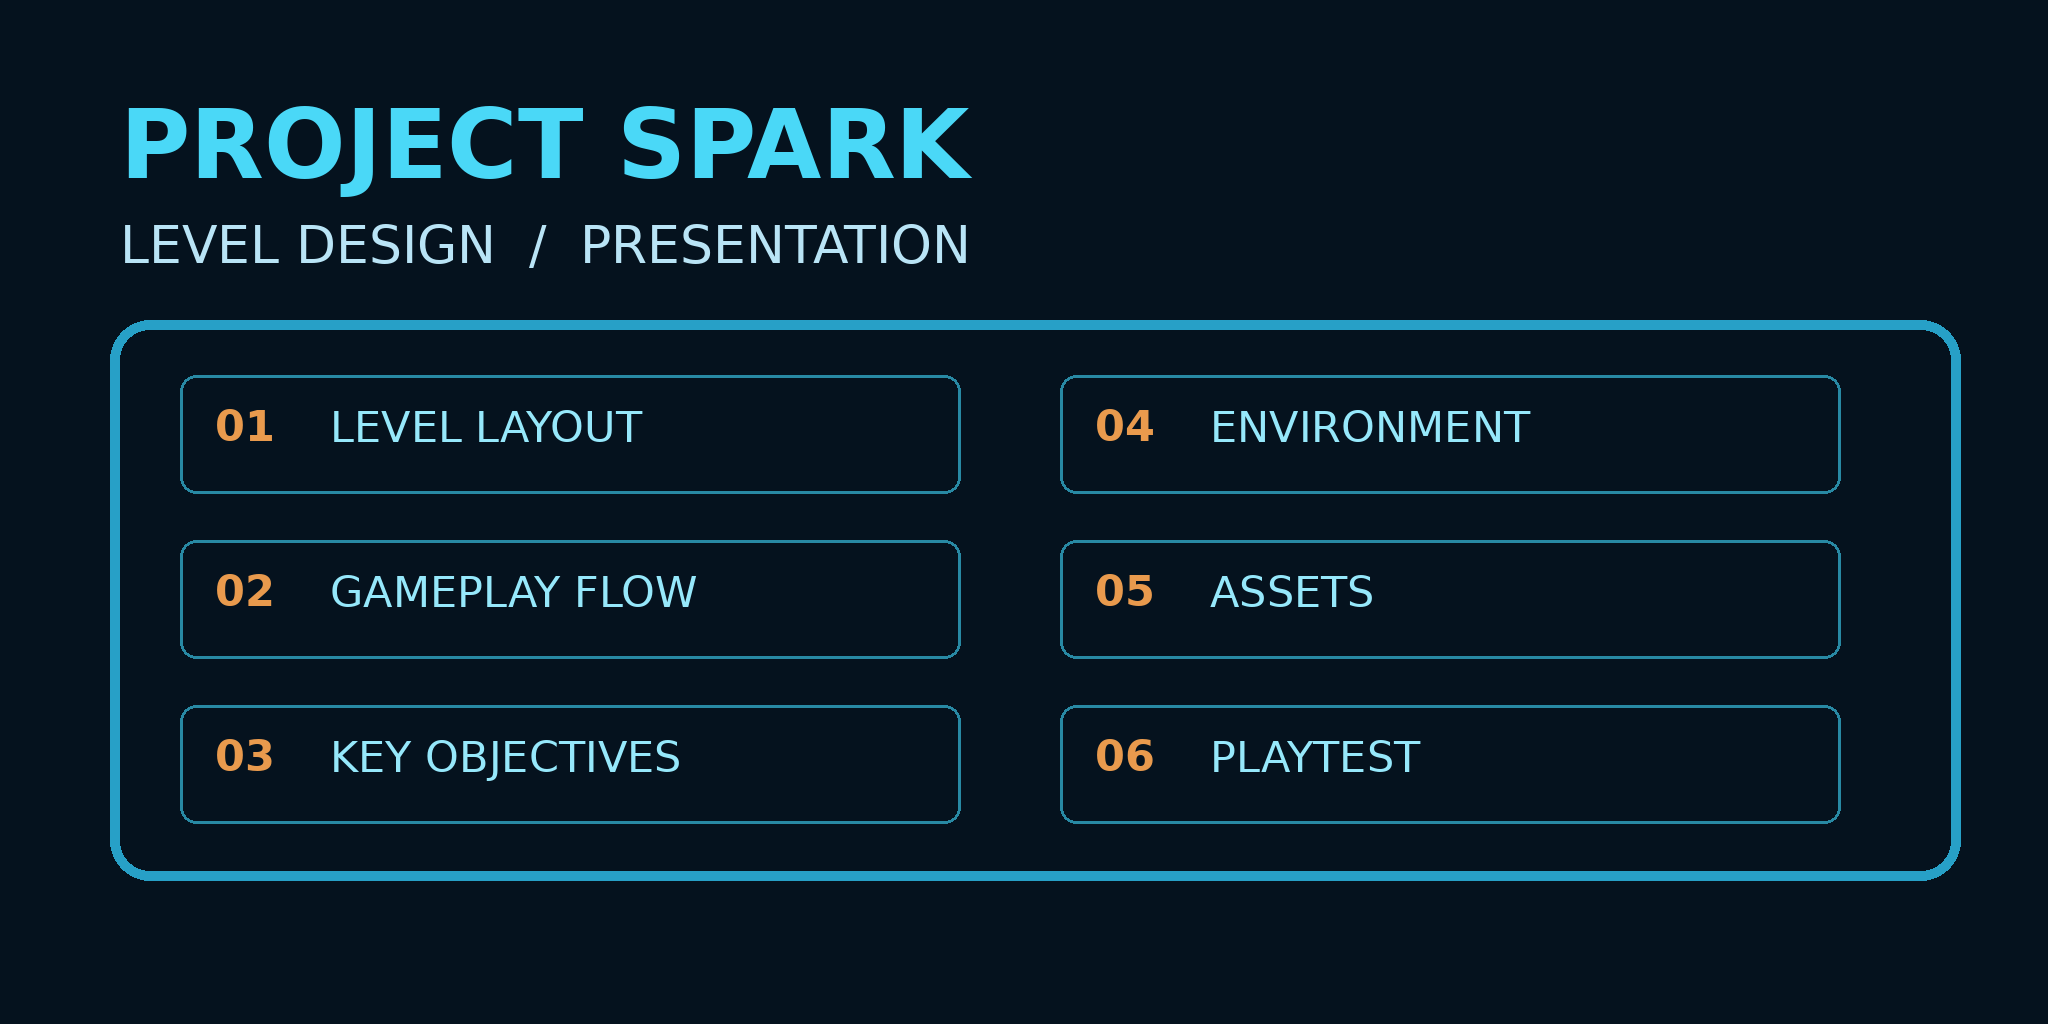 PROJECT SPARK
LEVEL DESIGN / PRESENTATION
01 LEVEL LAYOUT
02 GAMEPLAY FLOW
03 KEY OBJECTIVES
04 ENVIRONMENT
05 ASSETS
06 PLAYTEST